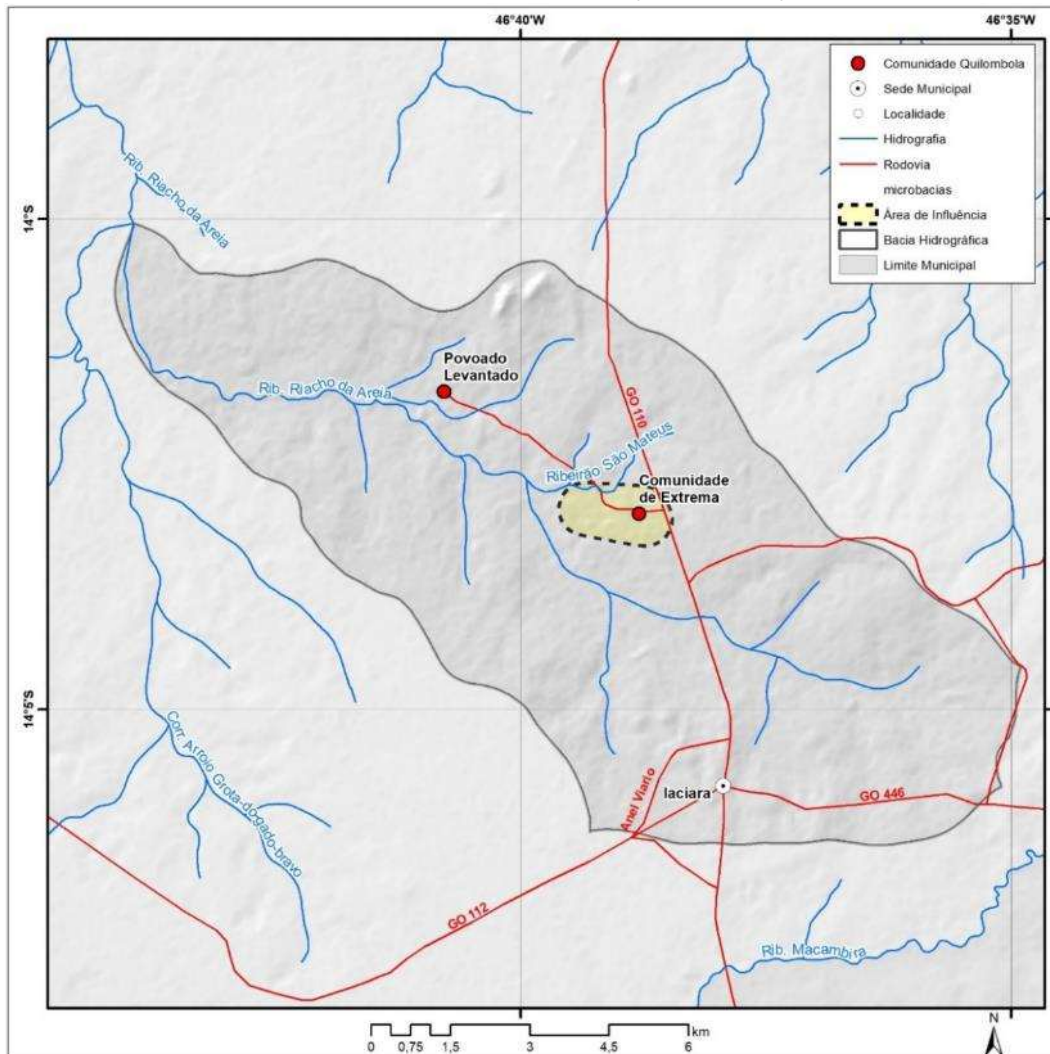 46°40'W
46°35'W
Comunidade Quilombola
Sede Municipal
Localidade
Hidrografia
Rodovia
microbacias
Área de Influência
Bacia Hidrográfica
Limite Municipal
Rib. Riacho da Areia
14°S
Povoado
Levantado
Rib. Riacho da Areia
GO 110
Ribeirão São Mateus
Comunidade
de Extrema
14°5'S
Corr. Arroio Grota-do-gado-bravo
Anel Viario
Iaciara
GO 446
GO 112
Rib. Macambira
N
km
0
0,75
1,5
3
4,5
6